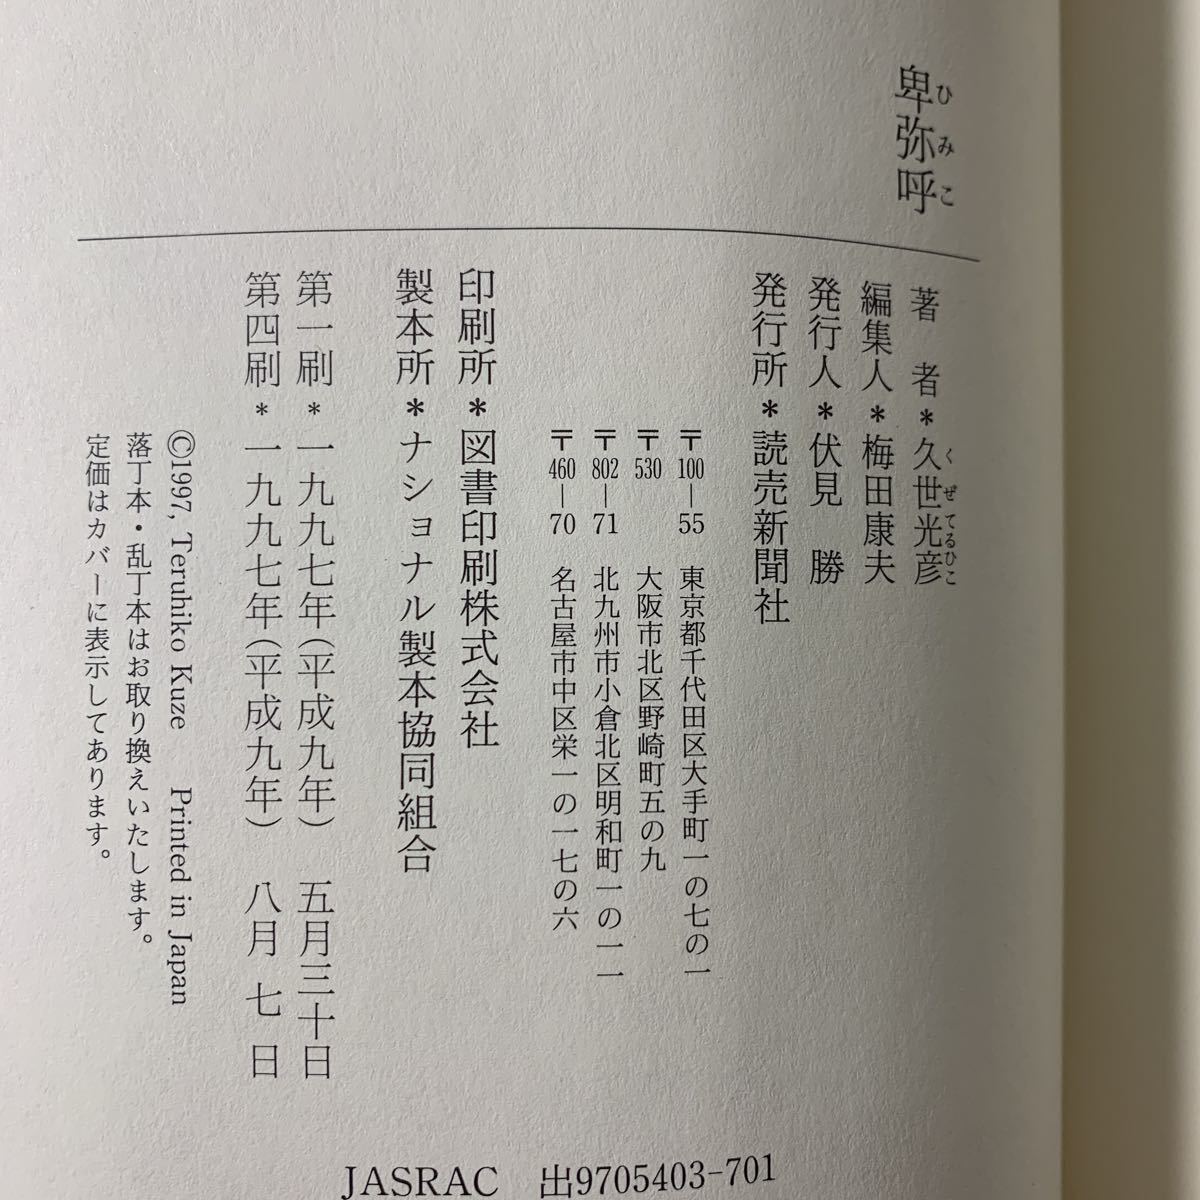 卑弥呼
ひみこ
著者*久世光彦
くぜてるひこ
編集人*梅田康夫
発行人*伏見 勝
発行所*読売新聞社
〒100-55 東京都千代田区大手町一の七の一
〒530 大阪市北区野崎町五の九
〒802-71 北九州市小倉北区明和町一の一一
〒460-70 名古屋市中区栄一の一七の六
印刷所*図書印刷株式会社
製本所*ナショナル製本協同組合
第一刷*一九九七年(平成九年) 五月三十日
第四刷*一九九七年(平成九年) 八月 七 日
©1997, Teruhiko Kuze Printed in Japan
落丁本・乱丁本はお取り換えいたします。
定価はカバーに表示してあります。
JASRAC 出9705403-701